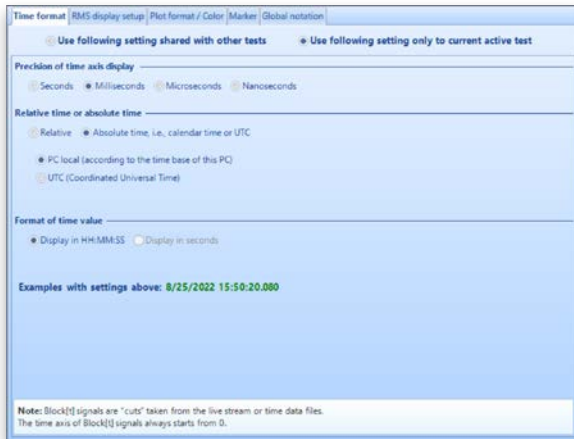 Time format RMS display setup Plot format / Color Marker Global notation
Use following setting shared with other tests Use following setting only to current active test
Precision of time axis display
Seconds Milliseconds Microseconds Nanoseconds
Relative time or absolute time
Relative Absolute time, i.e., calendar time or UTC
PC local (according to the time base of this PC)
UTC (Coordinated Universal Time)
Format of time value
Display in HH:MM:SS Display in seconds
Examples with settings above: 8/25/2022 15:50:20.080
Note: Block[t] signals are "cuts" taken from the live stream or time data files.
The time axis of Block[t] signals always starts from 0.